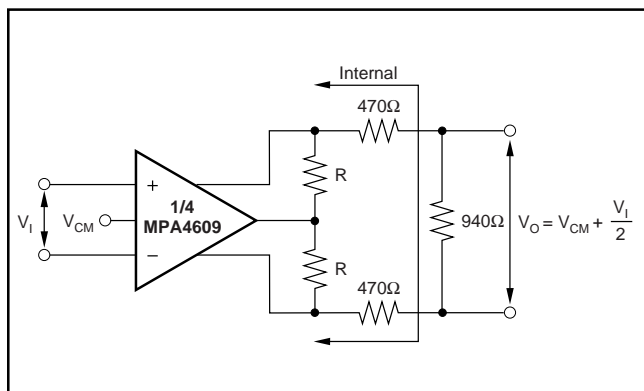 Internal
470Ω
+
R
V_I
V_CM
1/4
MPA4609
940Ω
V_O = V_CM + V_I/2
−
R
470Ω